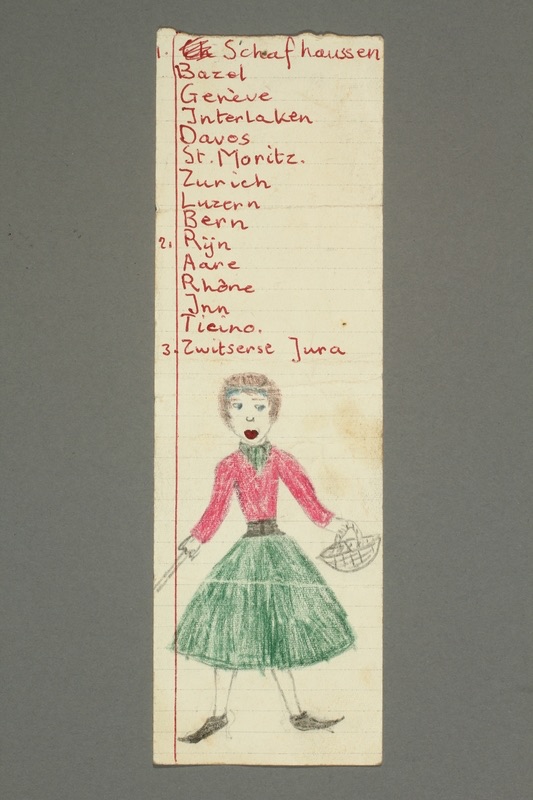 1. Schafhaussen
Bazel
Genève
Interlaken
Davos
St. Moritz.
Zurich
Luzern
Bern
2. Rijn
Aare
Rhône
Inn
Ticino.
3. Zwitserse Jura